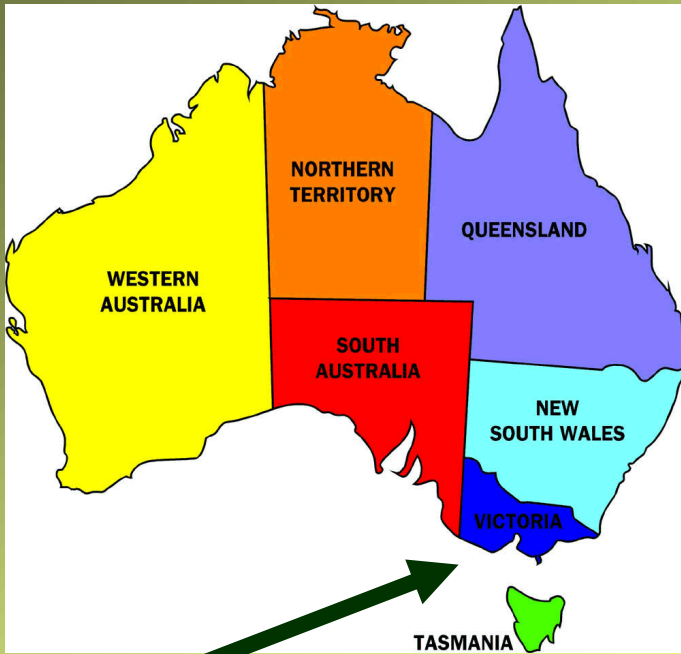 NORTHERN
TERRITORY
QUEENSLAND
WESTERN
AUSTRALIA
SOUTH
AUSTRALIA
NEW
SOUTH WALES
VICTORIA
TASMANIA